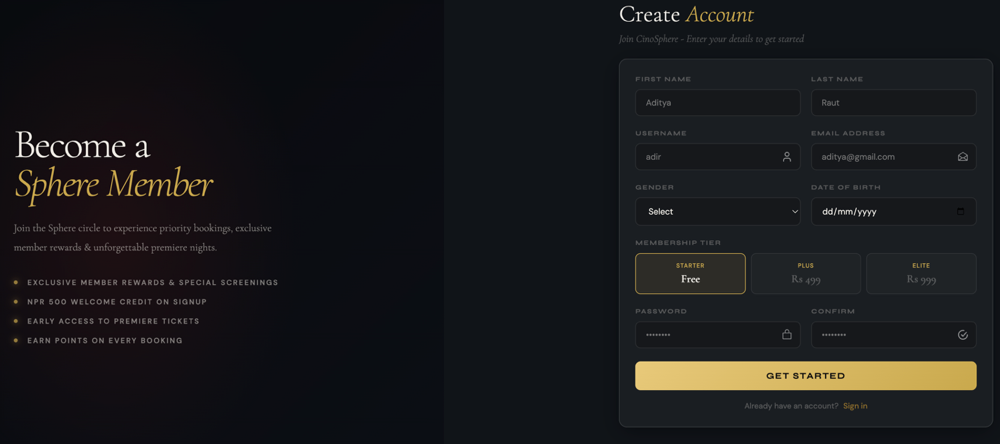 Become a
Sphere Member
Join the Sphere circle to experience priority bookings, exclusive
member rewards & unforgettable premiere nights.
EXCLUSIVE MEMBER REWARDS & SPECIAL SCREENINGS
NPR 500 WELCOME CREDIT ON SIGNUP
EARLY ACCESS TO PREMIERE TICKETS
EARN POINTS ON EVERY BOOKING
Create Account
Join CinoSphere - Enter your details to get started
FIRST NAME LAST NAME
Aditya Raut
USERNAME EMAIL ADDRESS
adir aditya@gmail.com
GENDER DATE OF BIRTH
Select dd/mm/yyyy
MEMBERSHIP TIER
STARTER PLUS ELITE
Free Rs 499 Rs 999
PASSWORD CONFIRM
•••••••• ••••••••
GET STARTED
Already have an account? Sign in